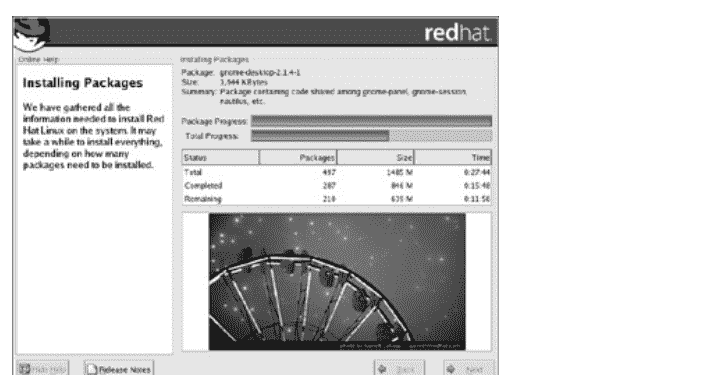 redhat.
Online Help
Installing Packages
We have gathered all the
information needed to install Red
Hat Linux on the system. It may
take a while to install everything,
depending on how many
packages need to be installed.
Installing Packages
Package: gnome-desktop-2.1.4-1
Size: 3,944 KBytes
Summary: Package containing code shared among gnome-panel, gnome-session,
nautilus, etc.
Package Progress:
Total Progress:
Status Packages Size Time
Total 497 1485 M 0:27:44
Completed 287 846 M 0:15:48
Remaining 210 639 M 0:11:56
Hide Help
Release Notes
Back
Next